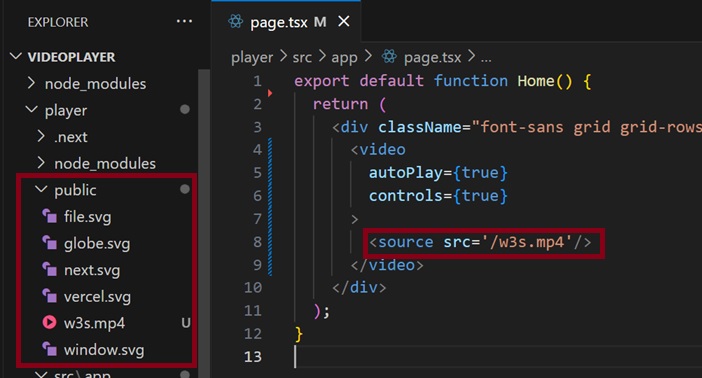 EXPLORER
VIDEOPLAYER
node_modules
player
.next
node_modules
public
file.svg
globe.svg
next.svg
vercel.svg
w3s.mp4 U
window.svg
src\app
page.tsx M
player > src > app > page.tsx > ...
1 export default function Home() {
2 return (
3 <div className="font-sans grid grid-rows
4 <video
5 autoPlay={true}
6 controls={true}
7 >
8 <source src='/w3s.mp4'/>
9 </video>
10 </div>
11 );
12 }
13